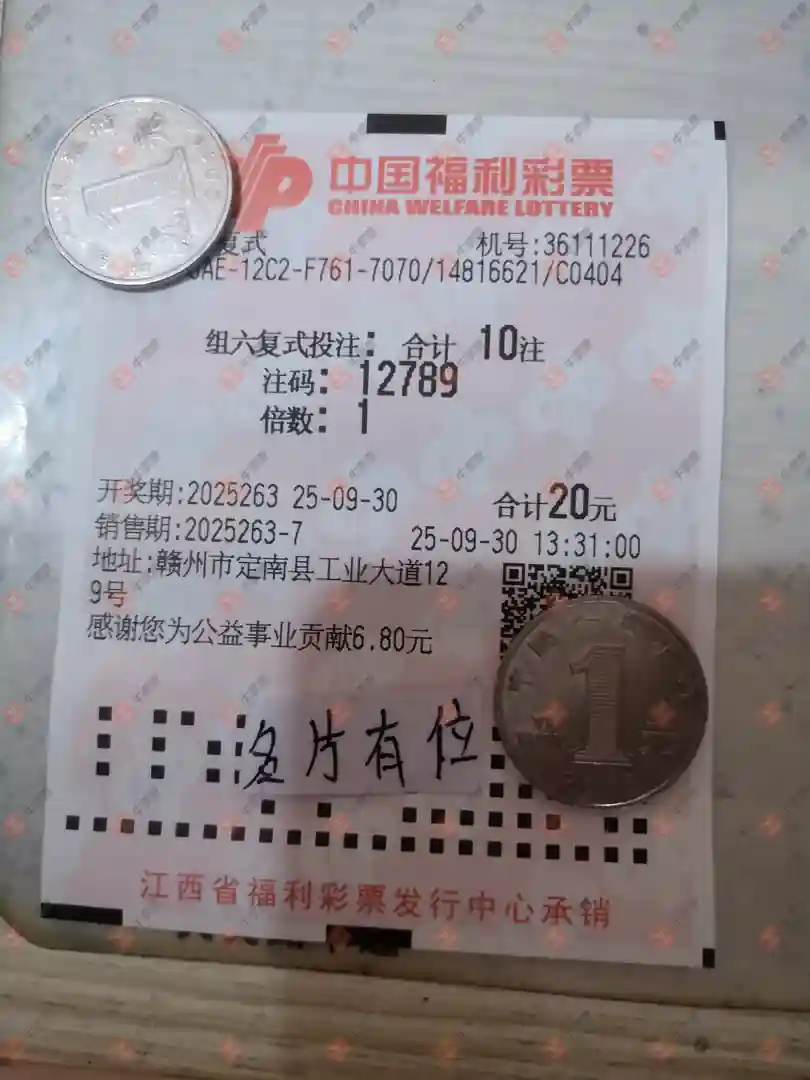 中国福利彩票
CHINA WELFARE LOTTERY
复式 机号:36111226
AE-12C2-F761-7070/14816621/C0404
组六复式投注: 合计 10注
注码: 12789
倍数: 1
开奖期:2025263 25-09-30 合计20元
销售期:2025263-7 25-09-30 13:31:00
地址:赣州市定南县工业大道12
9号
感谢您为公益事业贡献6.80元
名片有位
江西省福利彩票发行中心承销
1
1